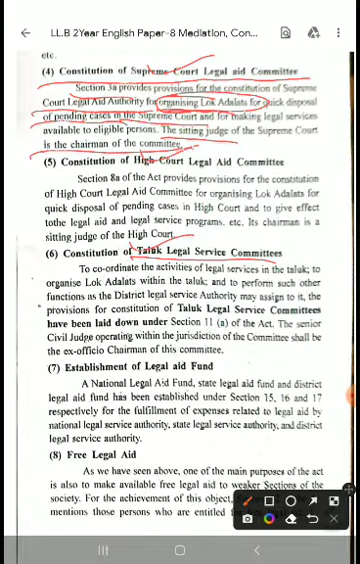 LL.B 2Year English Paper-8 Mediation, Con...
etc.
(4) Constitution of Supreme Court Legal aid Committee
Section 3a provides provisions for the constitution of Supreme
Court Legal Aid Authority for organising Lok Adalats for quick disposal
of pending cases in the Supreme Court and for making legal services
available to eligible persons. The sitting judge of the Supreme Court
is the chairman of the committee.
(5) Constitution of High Court Legal Aid Committee
Section 8a of the Act provides provisions for the constitution
of High Court Legal Aid Committee for organising Lok Adalats for
quick disposal of pending cases in High Court and to give effect
tothe legal aid and legal service programs, etc. Its chairman is a
sitting judge of the High Court.
(6) Constitution of Taluk Legal Service Committees
To co-ordinate the activities of legal services in the taluk; to
organise Lok Adalats within the taluk; and to perform such other
functions as the District legal service Authority may assign to it, the
provisions for constitution of Taluk Legal Service Committees
have been laid down under Section 11 (a) of the Act. The senior
Civil Judge operating within the jurisdiction of the Committee shall be
the ex-officio Chairman of this committee.
(7) Establishment of Legal aid Fund
A National Legal Aid Fund, state legal aid fund and district
legal aid fund has been established under Section 15, 16 and 17
respectively for the fulfillment of expenses related to legal aid by
national legal service authority, state legal service authority, and district
legal service authority.
(8) Free Legal Aid
As we have seen above, one of the main purposes of the act
is also to make available free legal aid to weaker Sections of the
society. For the achievement of this object,
mentions those persons who are entitled